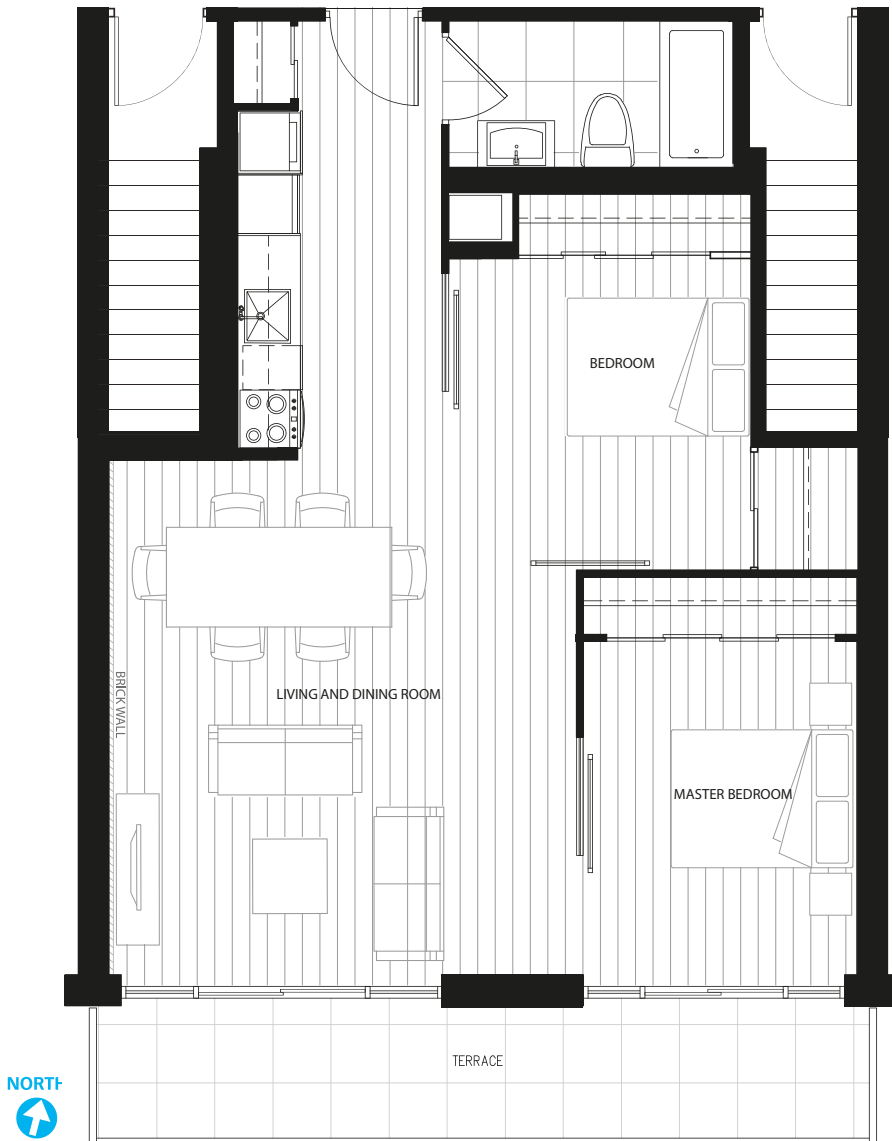 BEDROOM
BRICK WALL
LIVING AND DINING ROOM
MASTER BEDROOM
TERRACE
NORTH